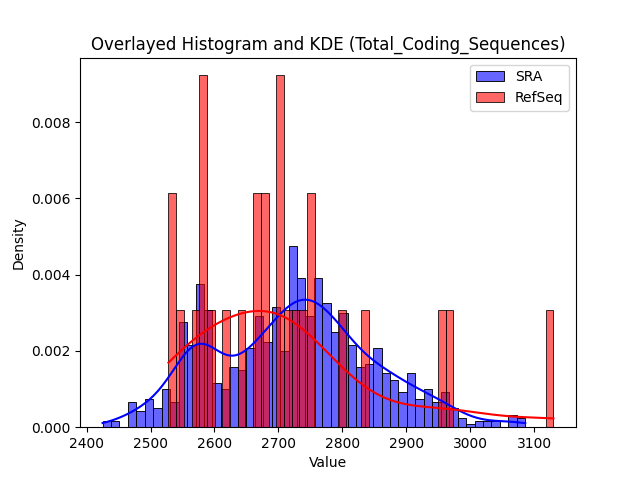 Overlayed Histogram and KDE (Total_Coding_Sequences)
SRA
RefSeq
0.008
0.006
0.004
0.002
0.000
Density
2400 2500 2600 2700 2800 2900 3000 3100
Value